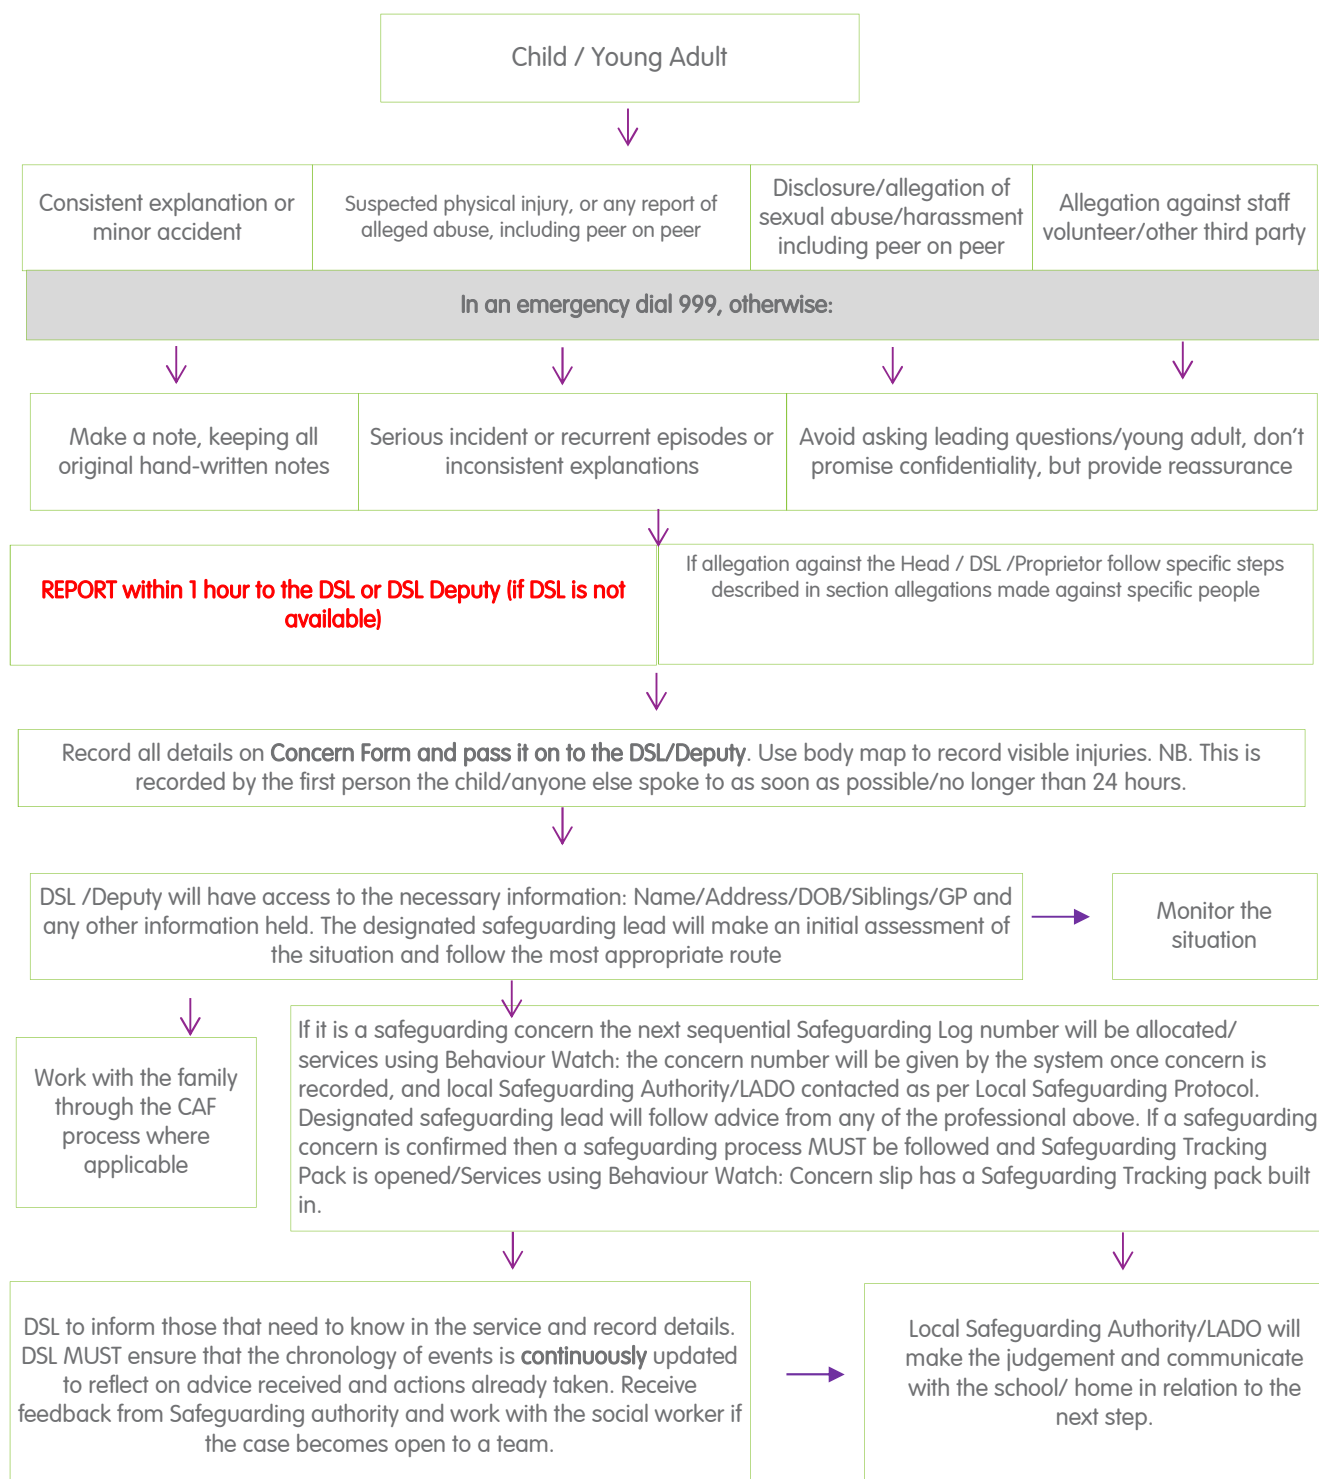 Child / Young Adult
Consistent explanation or
minor accident
Suspected physical injury, or any report of
alleged abuse, including peer on peer
Disclosure/allegation of
sexual abuse/harassment
including peer on peer
Allegation against staff
volunteer/other third party
In an emergency dial 999, otherwise:
Make a note, keeping all
original hand-written notes
Serious incident or recurrent episodes or
inconsistent explanations
Avoid asking leading questions/young adult, don't
promise confidentiality, but provide reassurance
REPORT within 1 hour to the DSL or DSL Deputy (if DSL is not
available)
If allegation against the Head / DSL /Proprietor follow specific steps
described in section allegations made against specific people
Record all details on Concern Form and pass it on to the DSL/Deputy. Use body map to record visible injuries. NB. This is
recorded by the first person the child/anyone else spoke to as soon as possible/no longer than 24 hours.
DSL /Deputy will have access to the necessary information: Name/Address/DOB/Siblings/GP and
any other information held. The designated safeguarding lead will make an initial assessment of
the situation and follow the most appropriate route
Monitor the
situation
Work with the family
through the CAF
process where
applicable
If it is a safeguarding concern the next sequential Safeguarding Log number will be allocated/
services using Behaviour Watch: the concern number will be given by the system once concern is
recorded, and local Safeguarding Authority/LADO contacted as per Local Safeguarding Protocol.
Designated safeguarding lead will follow advice from any of the professional above. If a safeguarding
concern is confirmed then a safeguarding process MUST be followed and Safeguarding Tracking
Pack is opened/Services using Behaviour Watch: Concern slip has a Safeguarding Tracking pack built
in.
DSL to inform those that need to know in the service and record details.
DSL MUST ensure that the chronology of events is continuously updated
to reflect on advice received and actions already taken. Receive
feedback from Safeguarding authority and work with the social worker if
the case becomes open to a team.
Local Safeguarding Authority/LADO will
make the judgement and communicate
with the school/ home in relation to the
next step.